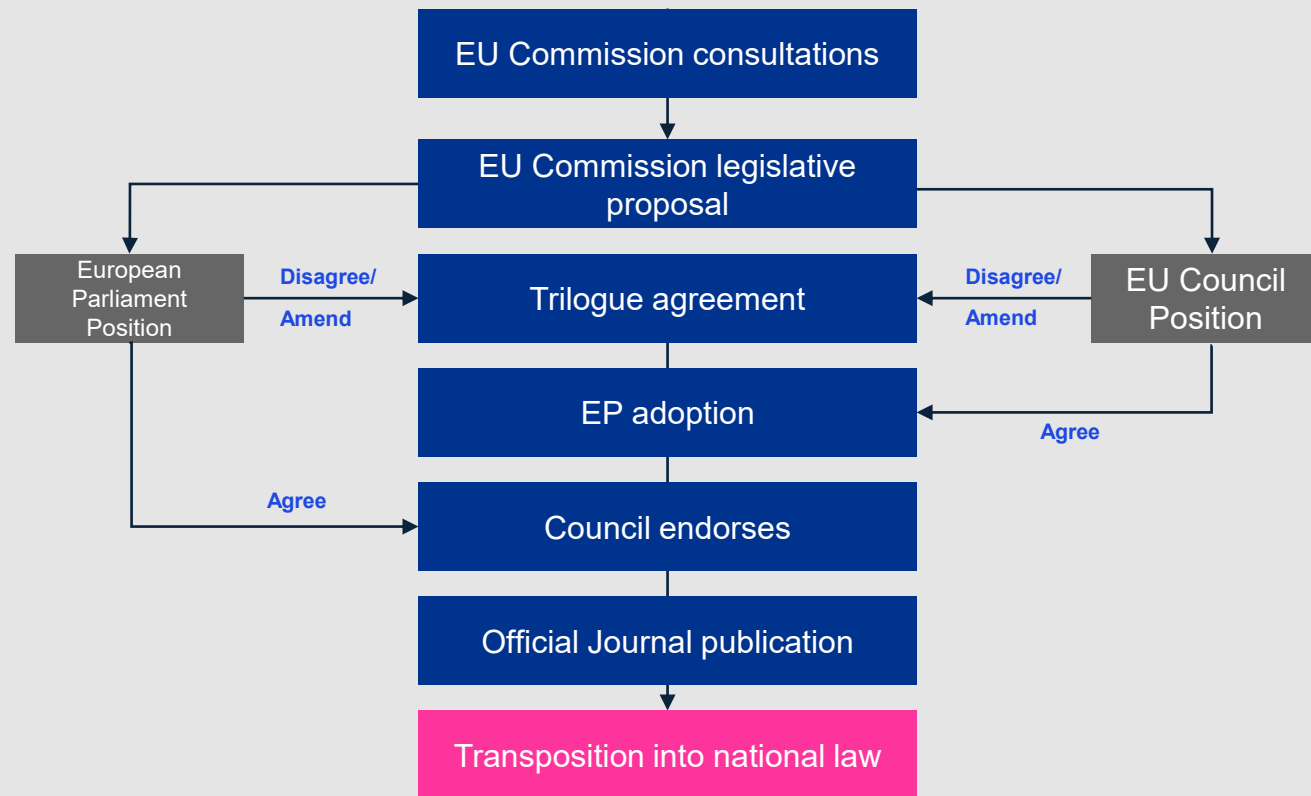 EU Commission consultations
EU Commission legislative
proposal
European
Parliament
Position
Disagree/
Amend
Trilogue agreement
Disagree/
Amend
EU Council
Position
EP adoption
Agree
Agree
Council endorses
Official Journal publication
Transposition into national law